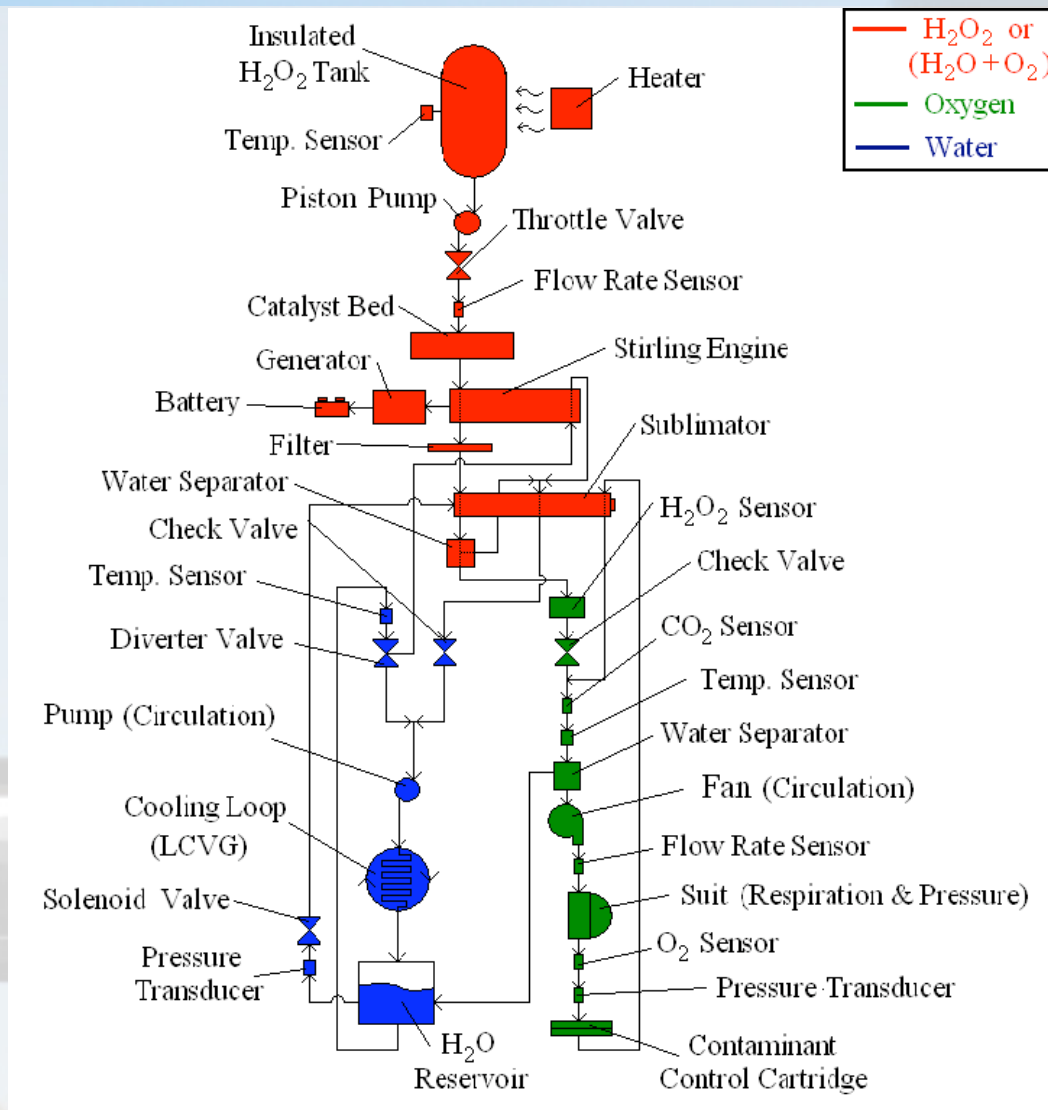 Insulated
H₂O₂ Tank
Heater
Temp. Sensor
H₂O₂ or
(H₂O + O₂)
Oxygen
Water
Piston Pump
Throttle Valve
Flow Rate Sensor
Catalyst Bed
Stirling Engine
Generator
Battery
Sublimator
Filter
Water Separator
H₂O₂ Sensor
Check Valve
Check Valve
Temp. Sensor
CO₂ Sensor
Diverter Valve
Temp. Sensor
Pump (Circulation)
Water Separator
Fan (Circulation)
Cooling Loop
(LCVG)
Flow Rate Sensor
Solenoid Valve
Suit (Respiration & Pressure)
O₂ Sensor
Pressure
Transducer
Pressure Transducer
H₂O
Reservoir
Contaminant
Control Cartridge